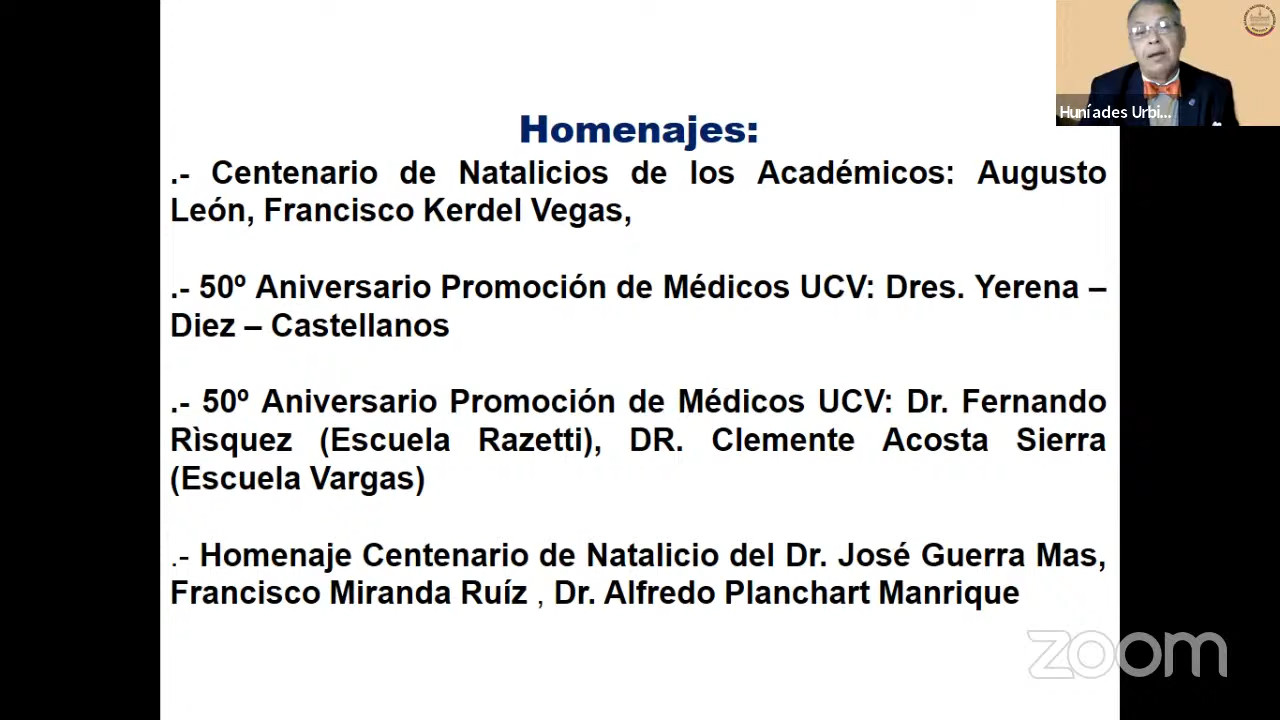 Homenajes:
.- Centenario de Natalicios de los Académicos: Augusto
León, Francisco Kerdel Vegas,
.- 50º Aniversario Promoción de Médicos UCV: Dres. Yerena –
Diez – Castellanos
.- 50º Aniversario Promoción de Médicos UCV: Dr. Fernando
Rìsquez (Escuela Razetti), DR. Clemente Acosta Sierra
(Escuela Vargas)
.- Homenaje Centenario de Natalicio del Dr. José Guerra Mas,
Francisco Miranda Ruíz , Dr. Alfredo Planchart Manrique
Huníades Urbi...
zoom